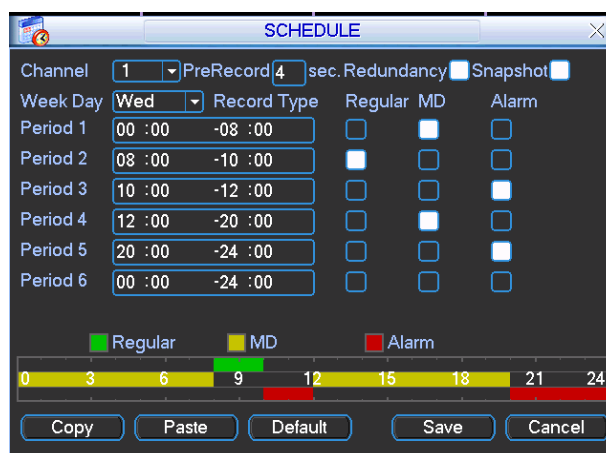 SCHEDULE
Channel 1 PreRecord 4 sec. Redundancy Snapshot
Week Day Wed Record Type Regular MD Alarm
Period 1 00 :00 -08 :00
Period 2 08 :00 -10 :00
Period 3 10 :00 -12 :00
Period 4 12 :00 -20 :00
Period 5 20 :00 -24 :00
Period 6 00 :00 -24 :00
Regular MD Alarm
0 3 6 9 12 15 18 21 24
Copy Paste Default Save Cancel